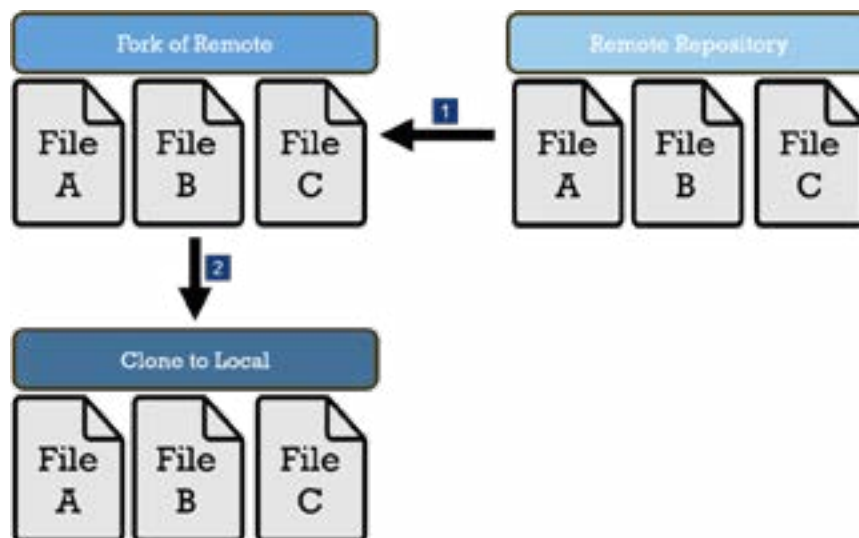 Fork of Remote
Remote Repository
1
File A
File B
File C
File A
File B
File C
2
Clone to Local
File A
File B
File C